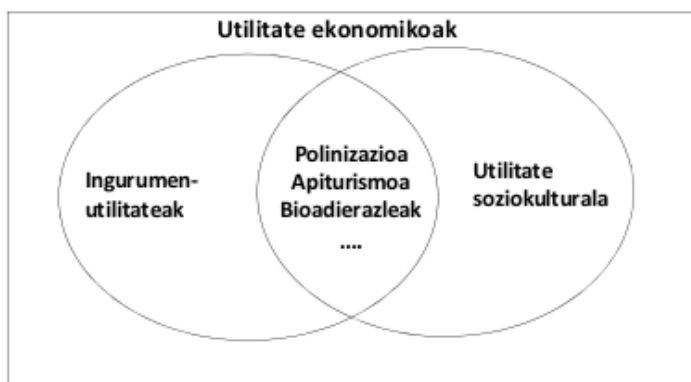 Utilitate ekonomikoak
Ingurumen-
utilitateak
Polinizazioa
Apiturismoa
Bioadierazleak
....
Utilitate
soziokulturala